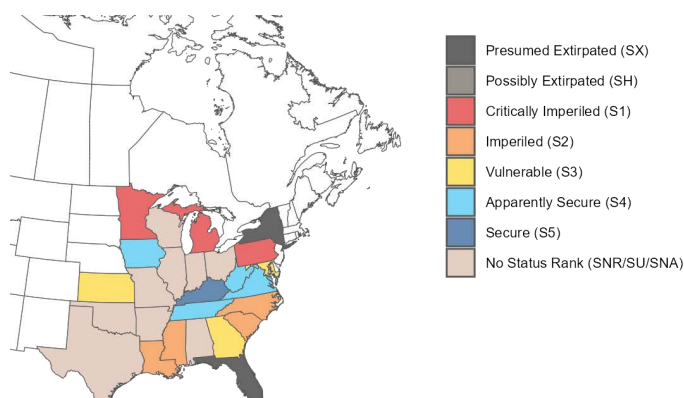 Presumed Extirpated (SX)
Possibly Extirpated (SH)
Critically Imperiled (S1)
Imperiled (S2)
Vulnerable (S3)
Apparently Secure (S4)
Secure (S5)
No Status Rank (SNR/SU/SNA)